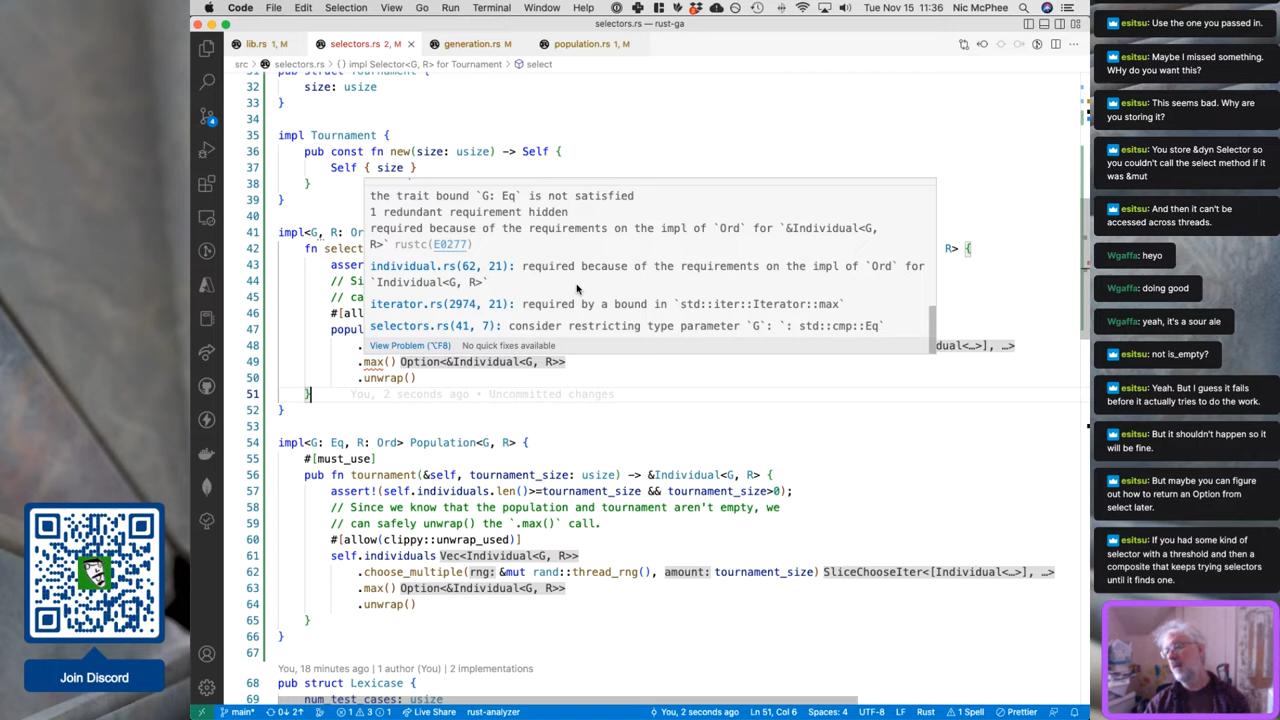 Code File Edit Selection View Go Run Terminal Window Help Tue Nov 15 11:36 Nic McPhee
selectors.rs — rust-ga
lib.rs 1, M selectors.rs 2, M generation.rs M population.rs 1, M
src > selectors.rs > {} impl Selector<G, R> for Tournament > select
31 pub struct Tournament {
32 size: usize
33 }
34
35 impl Tournament {
36 pub const fn new(size: usize) -> Self {
37 Self { size }
38 }
39 }
40
the trait bound `G: Eq` is not satisfied
1 redundant requirement hidden
required because of the requirements on the impl of `Ord` for `&Individual<G,
R>` rustc(E0277)
individual.rs(62, 21): required because of the requirements on the impl of `Ord` for
`Individual<G, R>`
iterator.rs(2974, 21): required by a bound in `std::iter::Iterator::max`
selectors.rs(41, 7): consider restricting type parameter `G`: `: std::cmp::Eq`
View Problem (⌥F8) No quick fixes available
41 impl<G, R: Or
42 fn selec R> {
43 asser
44 // Si
45 // ca
46 #[all
47 popul
48 . dual<…>], …>
49 .max() Option<&Individual<G, R>>
50 .unwrap()
51 } You, 2 seconds ago • Uncommitted changes
52 }
53
54 impl<G: Eq, R: Ord> Population<G, R> {
55 #[must_use]
56 pub fn tournament(&self, tournament_size: usize) -> &Individual<G, R> {
57 assert!(self.individuals.len()>=tournament_size && tournament_size>0);
58 // Since we know that the population and tournament aren't empty, we
59 // can safely unwrap() the `.max()` call.
60 #[allow(clippy::unwrap_used)]
61 self.individuals Vec<Individual<G, R>>
62 .choose_multiple(rng: &mut rand::thread_rng(), amount: tournament_size) SliceChooseIter<[Individual<…>], …>
63 .max() Option<&Individual<G, R>>
64 .unwrap()
65 }
66 }
67
You, 18 minutes ago | 1 author (You) | 2 implementations
68 pub struct Lexicase {
69 num_test_cases: usize
main* 0↓ 2↑ 1 3 1 Live Share rust-analyzer You, 2 seconds ago Ln 51, Col 6 Spaces: 4 UTF-8 LF Rust 1 Spell Prettier
4
Join Discord
esitsu: Use the one you passed in.
esitsu: Maybe I missed something.
WHy do you want this?
esitsu: This seems bad. Why are
you storing it?
esitsu: You store &dyn Selector
so you couldn't call the select method if it
was &mut
esitsu: And then it can't be
accessed across threads.
Wgaffa: heyo
Wgaffa: doing good
Wgaffa: yeah, it's a sour ale
esitsu: not is_empty?
esitsu: Yeah. But I guess it fails
before it actually tries to do the work.
esitsu: But it shouldn't happen so it
will be fine.
esitsu: But maybe you can figure
out how to return an Option from
select later.
esitsu: If you had some kind of
selector with a threshold and then a
composite that keeps trying selectors
until it finds one.